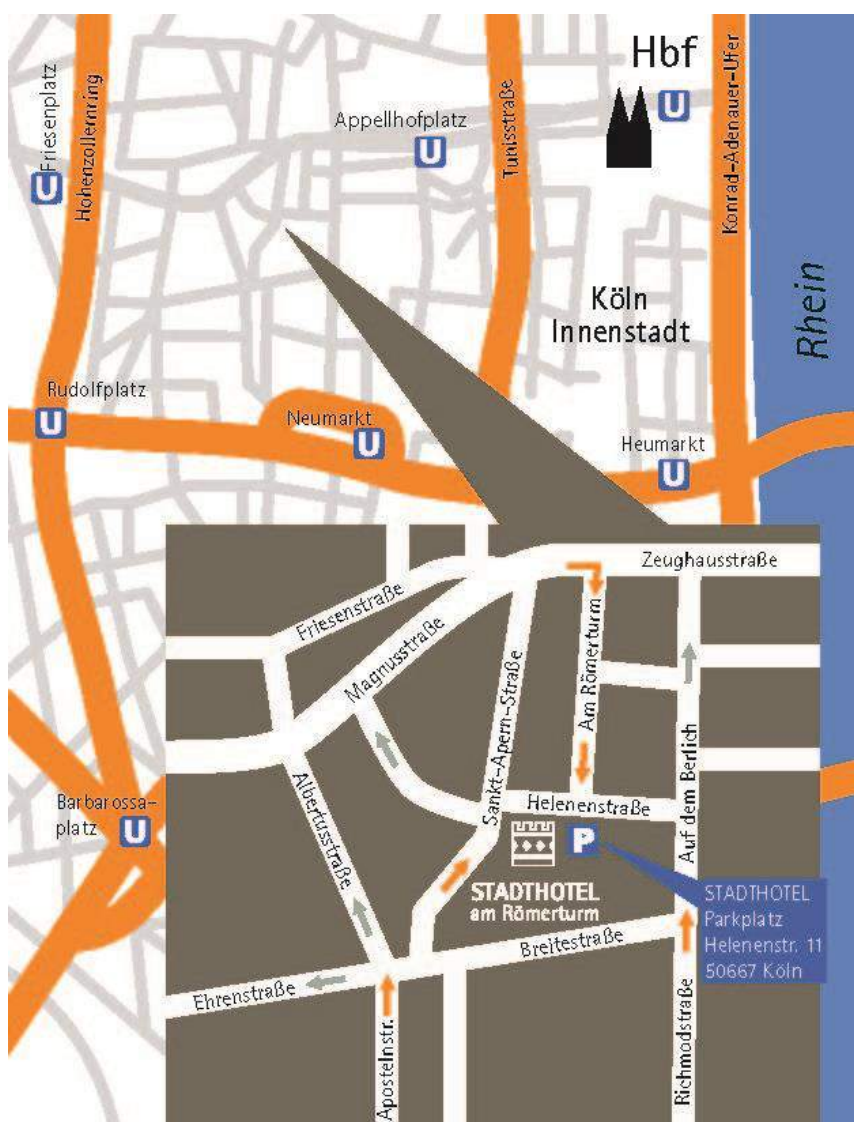 Hbf
U
Friesenplatz
U
Hohenzollernring
Appellhofplatz
U
Tunisstraße
Konrad-Adenauer-Ufer
Rhein
Köln
Innenstadt
Rudolfplatz
U
Neumarkt
U
Heumarkt
U
Zeughausstraße
Friesenstraße
Magnusstraße
Am Römerturm
Sankt-Apern-Straße
Auf dem Berlich
Helenenstraße
Albertusstraße
Barbarossa-
platz
U
P
STADTHOTEL
am Römerturm
STADTHOTEL
Parkplatz
Helenenstr. 11
50667 Köln
Breitestraße
Ehrenstraße
Apostelnstr.
Richmodstraße